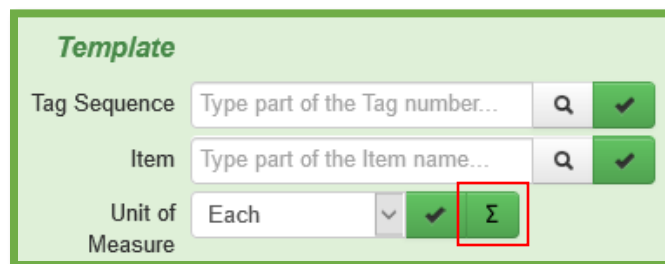 Template
Tag Sequence Type part of the Tag number...
Item Type part of the Item name...
Unit of Each Σ
Measure